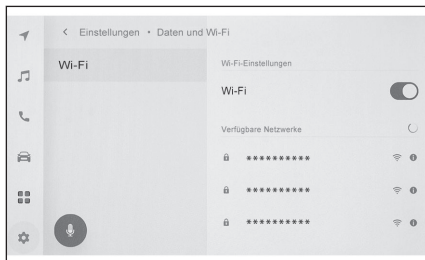 Einstellungen • Daten und Wi-Fi
Wi-Fi
Wi-Fi-Einstellungen
Wi-Fi
Verfügbare Netzwerke
**********
**********
**********